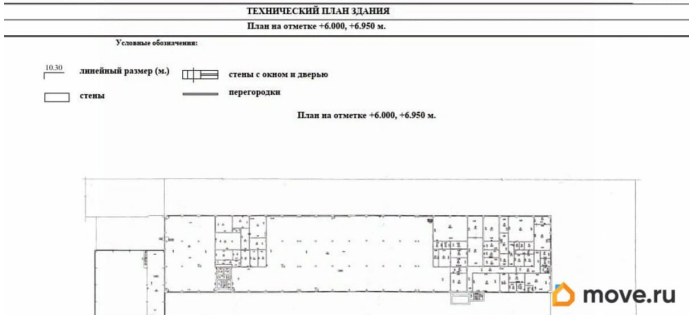 ТЕХНИЧЕСКИЙ ПЛАН ЗДАНИЯ
План на отметке +6.000, +6.950 м.
Условные обозначения:
10.30 линейный размер (м.)
стены с окном и дверью
стены
перегородки
План на отметке +6.000, +6.950 м.
move.ru